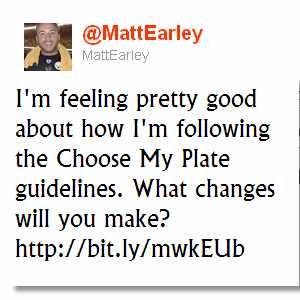 @MattEarley
MattEarley
I'm feeling pretty good
about how I'm following
the Choose My Plate
guidelines. What changes
will you make?
http://bit.ly/mwkEUb